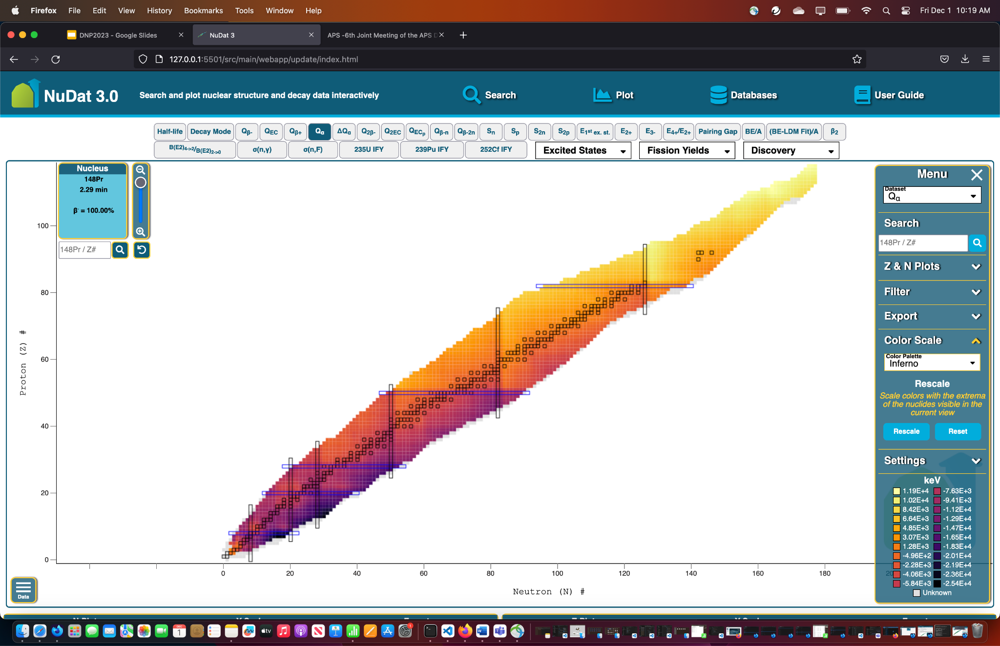 Firefox File Edit View History Bookmarks Tools Window Help Fri Dec 1 10:19 AM
DNP2023 - Google Slides NuDat 3 APS -6th Joint Meeting of the APS D
127.0.0.1:5501/src/main/webapp/update/index.html
NuDat 3.0 Search and plot nuclear structure and decay data interactively Search Plot Databases User Guide
Half-life Decay Mode Qβ- QEC Qβ+ Qα ΔQα Q2β- Q2EC QECp Qβ-n Qβ-2n Sn Sp S2n S2p E1st ex. st. E2+ E3- E4+/E2+ Pairing Gap BE/A (BE-LDM Fit)/A β2
B(E2)4->2/B(E2)2->0 σ(n,γ) σ(n,F) 235U IFY 239Pu IFY 252Cf IFY Excited States Fission Yields Discovery
Nucleus
148Pr
2.29 min
β- = 100.00%
148Pr / Z#
Proton (Z) #
100
80
60
40
20
0
0 20 40 60 80 100 120 140 160 180 20
Neutron (N) #
Data
Menu
Dataset
Qα
Search
148Pr / Z#
Z & N Plots
Filter
Export
Color Scale
Color Palette
Inferno
Rescale
Scale colors with the extrema
of the nuclides visible in the
current view
Rescale Reset
Settings
keV
1.19E+4 -7.63E+3
1.02E+4 -9.41E+3
8.42E+3 -1.12E+4
6.64E+3 -1.29E+4
4.85E+3 -1.47E+4
3.07E+3 -1.65E+4
1.28E+3 -1.83E+4
-4.96E+2 -2.01E+4
-2.28E+3 -2.19E+4
-4.06E+3 -2.36E+4
-5.84E+3 -2.54E+4
Unknown
DEC
1
tv
1